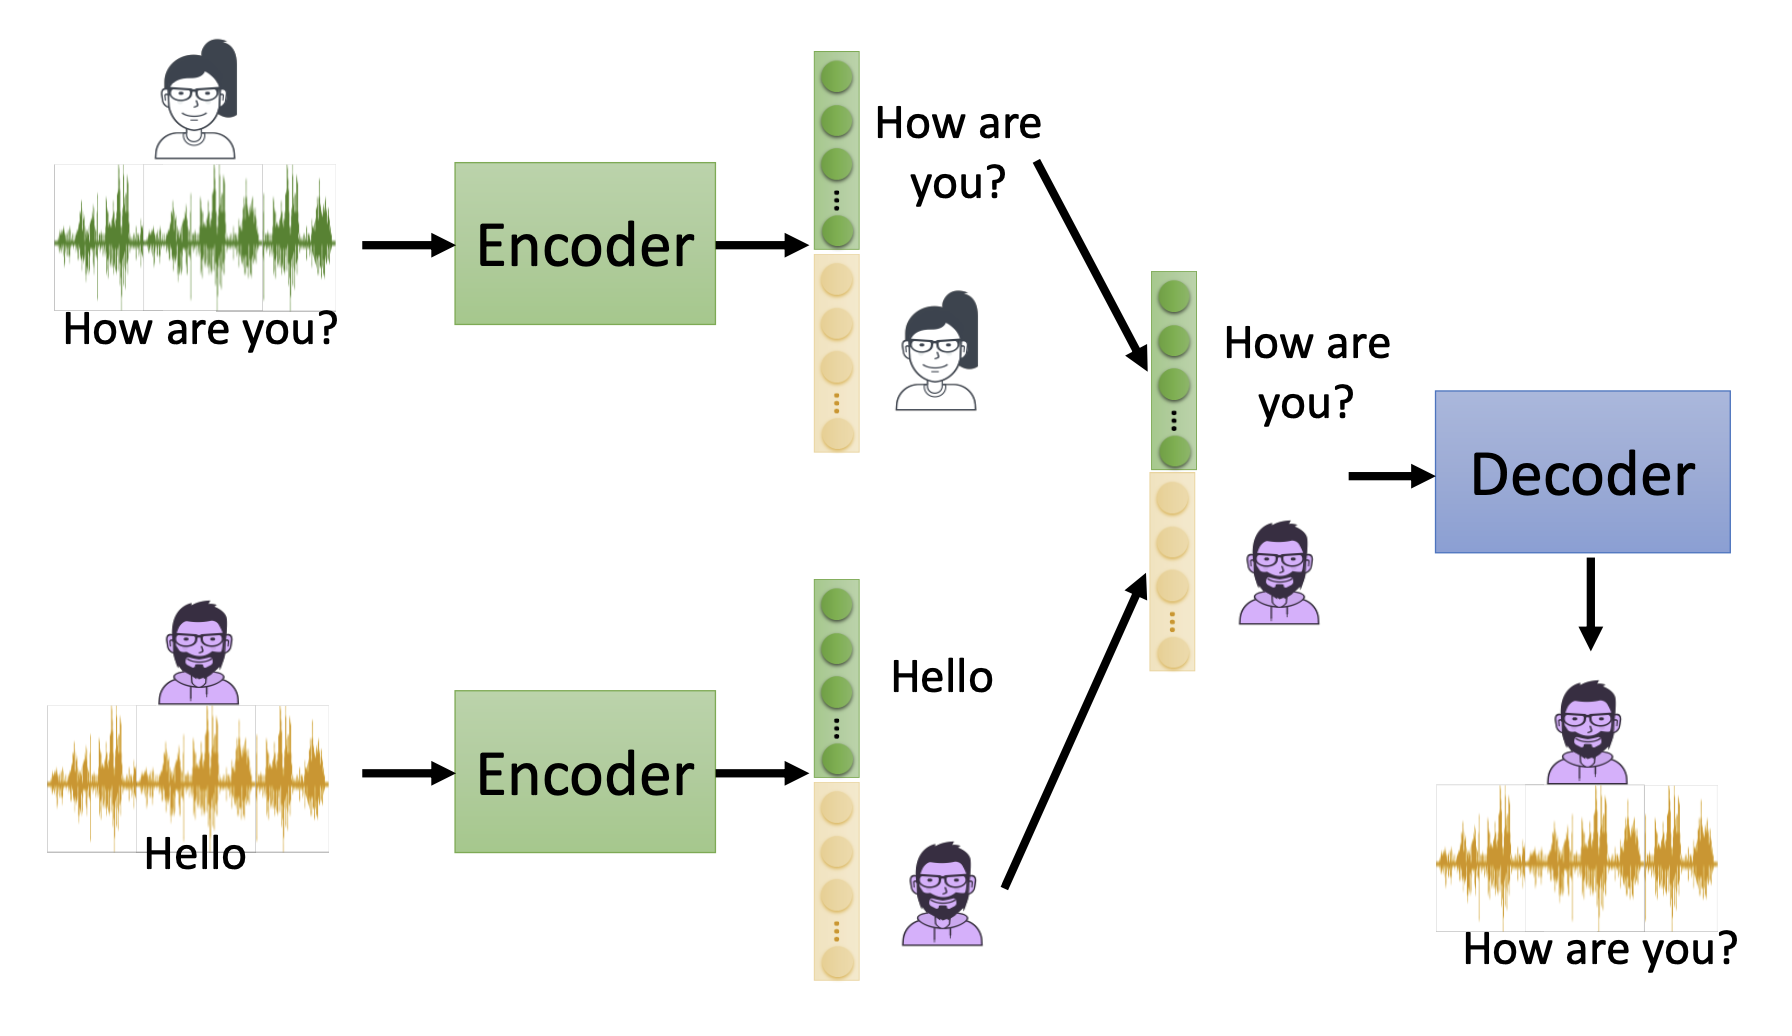 How are you?
Encoder
How are
you?
How are
you?
Decoder
Hello
Encoder
Hello
How are you?